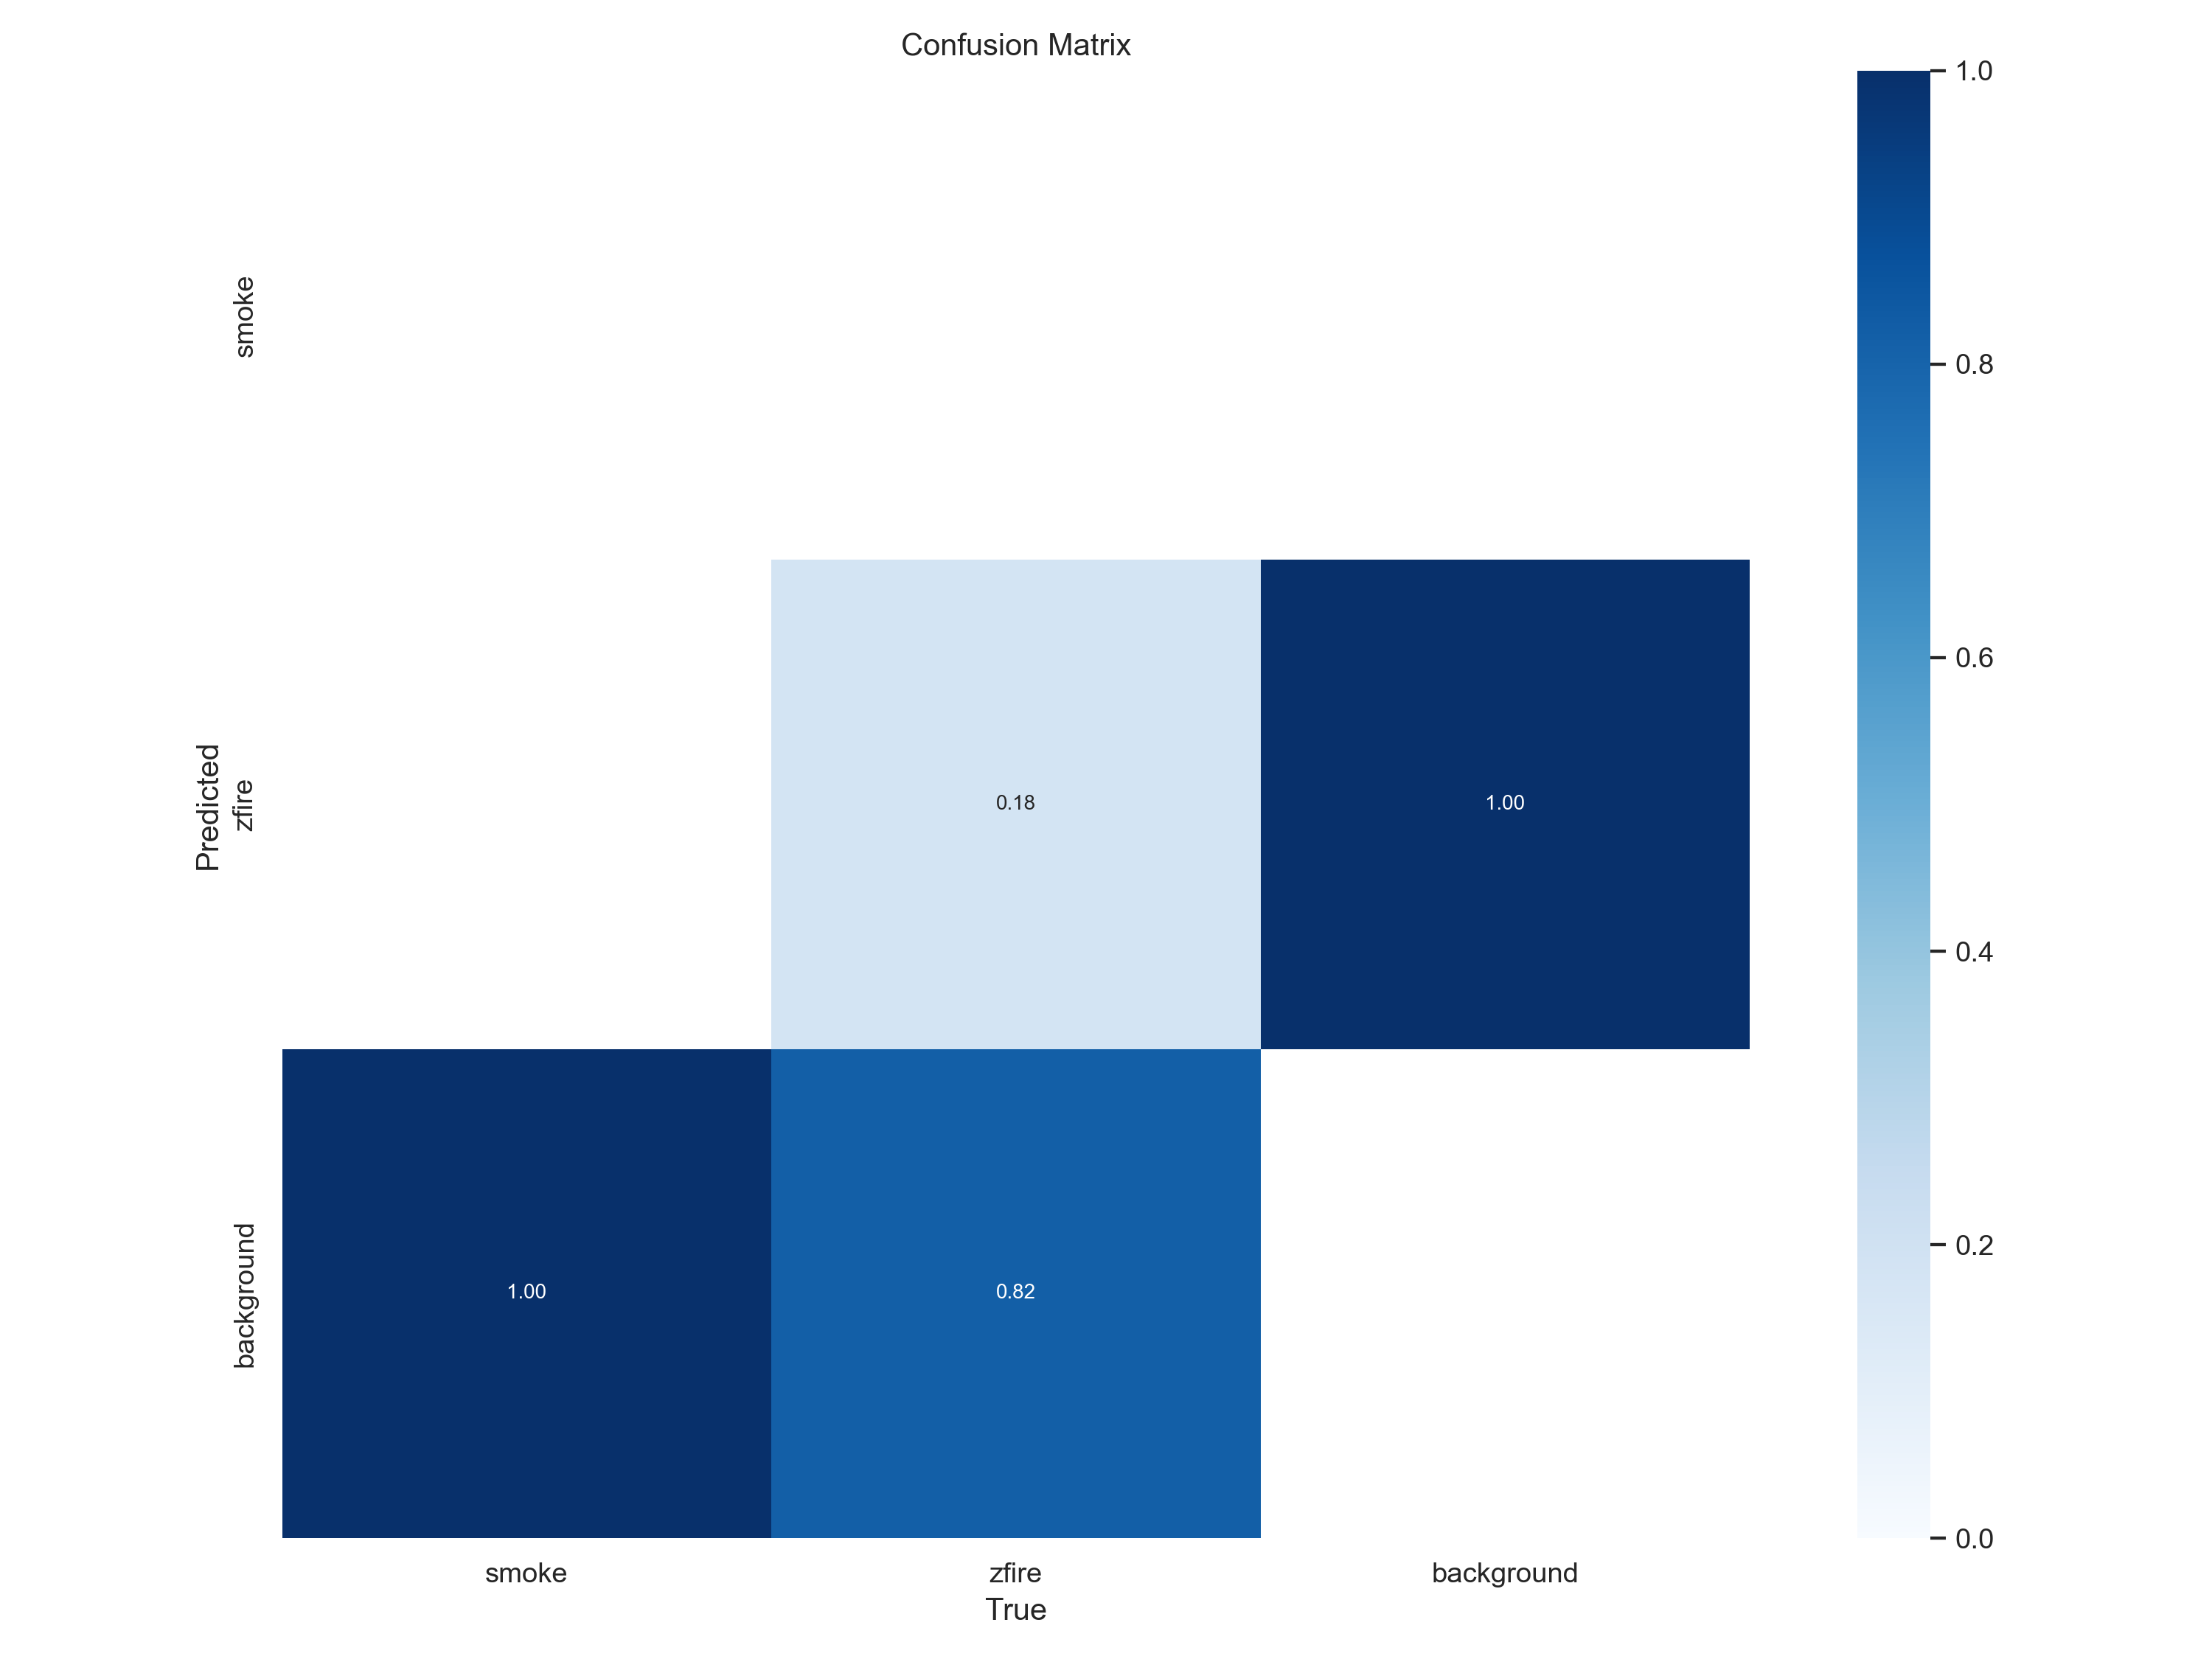 Confusion Matrix
1.0
0.8
0.6
0.4
0.2
0.0
Predicted
smoke
zfire
background
0.18
1.00
1.00
0.82
smoke
zfire
background
True